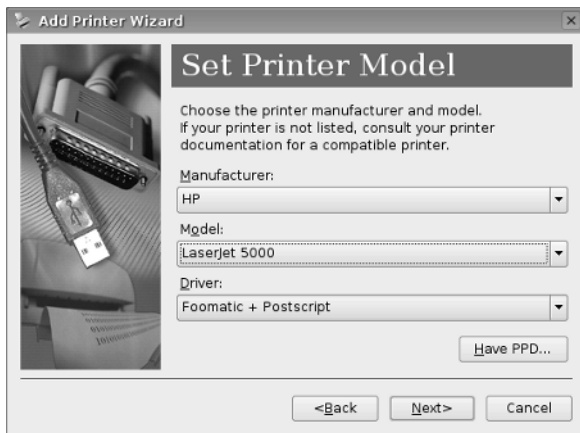 Add Printer Wizard
Set Printer Model
Choose the printer manufacturer and model.
If your printer is not listed, consult your printer
documentation for a compatible printer.
Manufacturer:
HP
Model:
LaserJet 5000
Driver:
Foomatic + Postscript
Have PPD...
<Back Next> Cancel